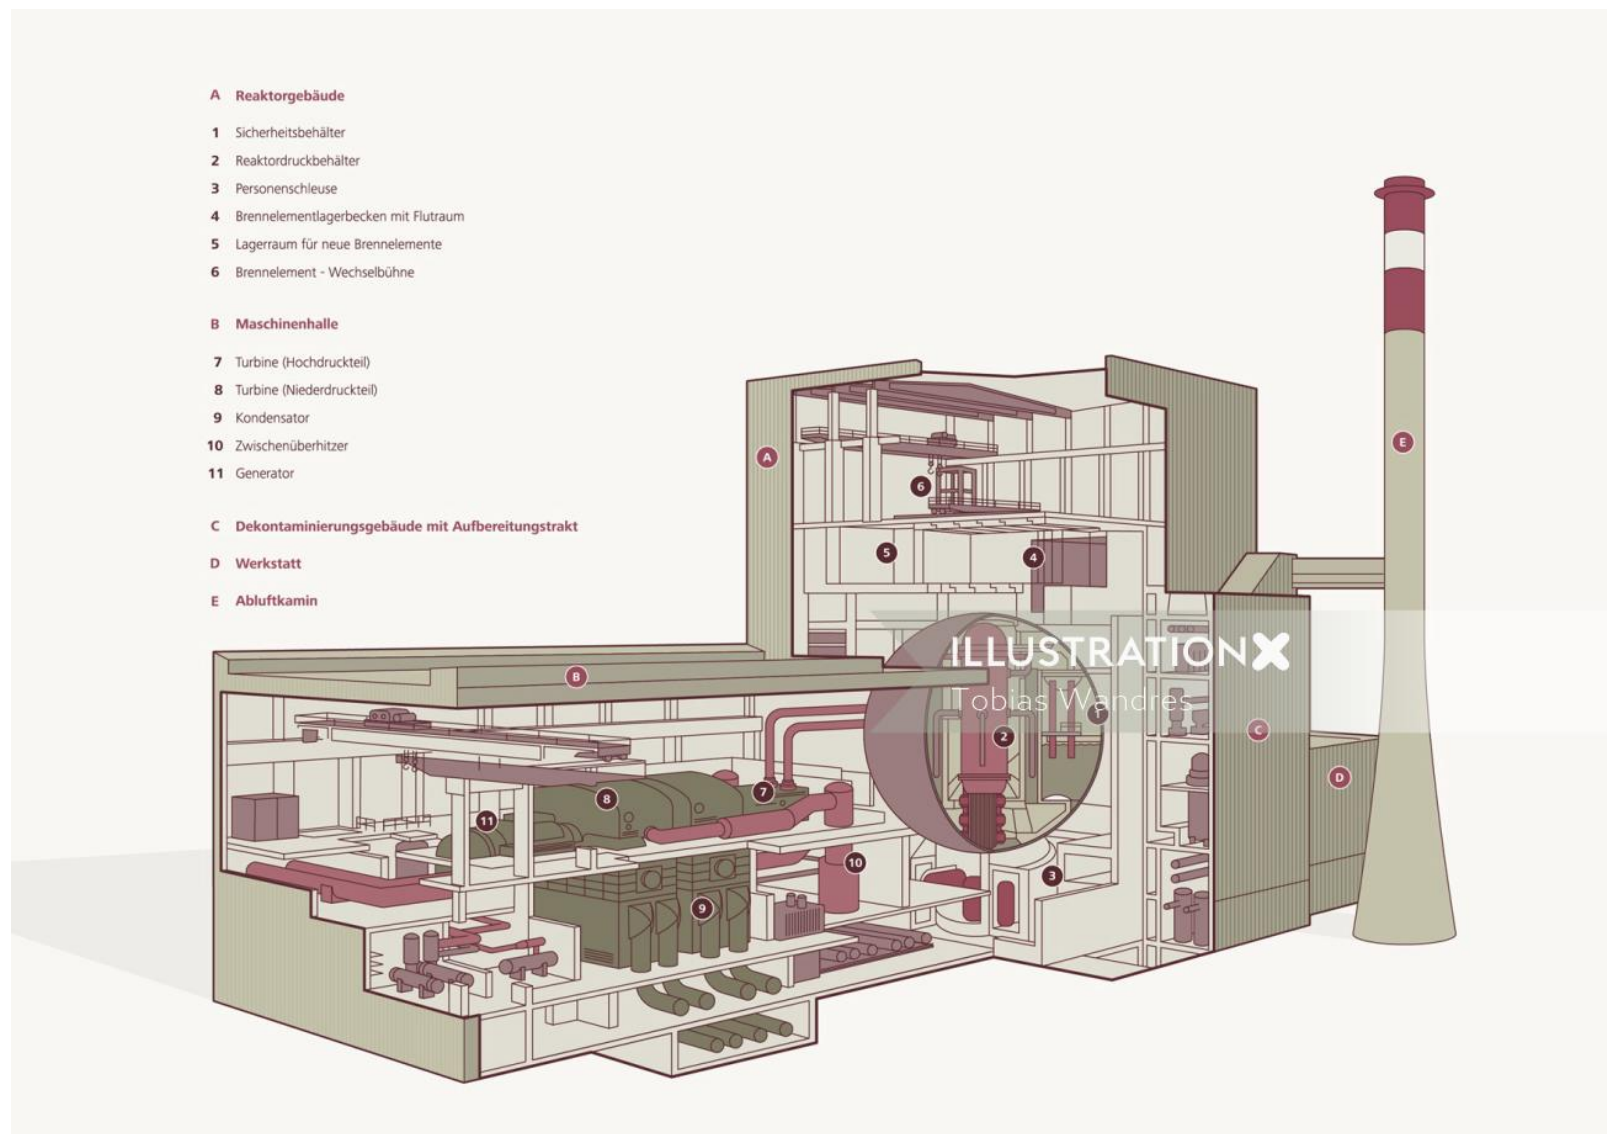 A Reaktorgebäude
1 Sicherheitsbehälter
2 Reaktordruckbehälter
3 Personenschleuse
4 Brennelementlagerbecken mit Flutraum
5 Lagerraum für neue Brennelemente
6 Brennelement - Wechselbühne
B Maschinenhalle
7 Turbine (Hochdruckteil)
8 Turbine (Niederdruckteil)
9 Kondensator
10 Zwischenüberhitzer
11 Generator
C Dekontaminierungsgebäude mit Aufbereitungstrakt
D Werkstatt
E Abluftkamin
E
A
6
5
4
ILLUSTRATIONX
Tobias Wandres
B
1
C
2
D
7
8
11
10
3
9